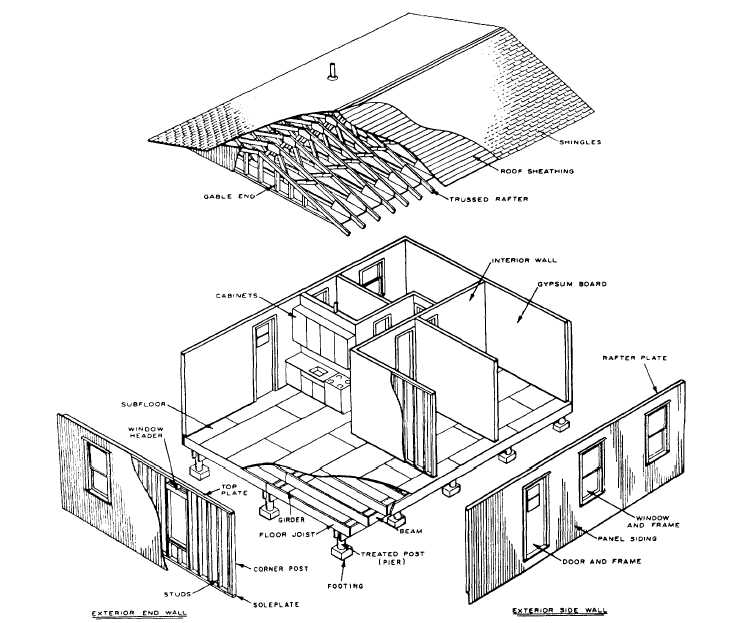 SHINGLES
ROOF SHEATHING
GABLE END
TRUSSED RAFTER
INTERIOR WALL
GYPSUM BOARD
CABINETS
RAFTER PLATE
SUBFLOOR
WINDOW
HEADER
TOP
PLATE
GIRDER
FLOOR JOIST
BEAM
WINDOW
AND FRAME
PANEL SIDING
TREATED POST
(PIER)
DOOR AND FRAME
CORNER POST
FOOTING
STUDS
SOLEPLATE
EXTERIOR END WALL
EXTERIOR SIDE WALL